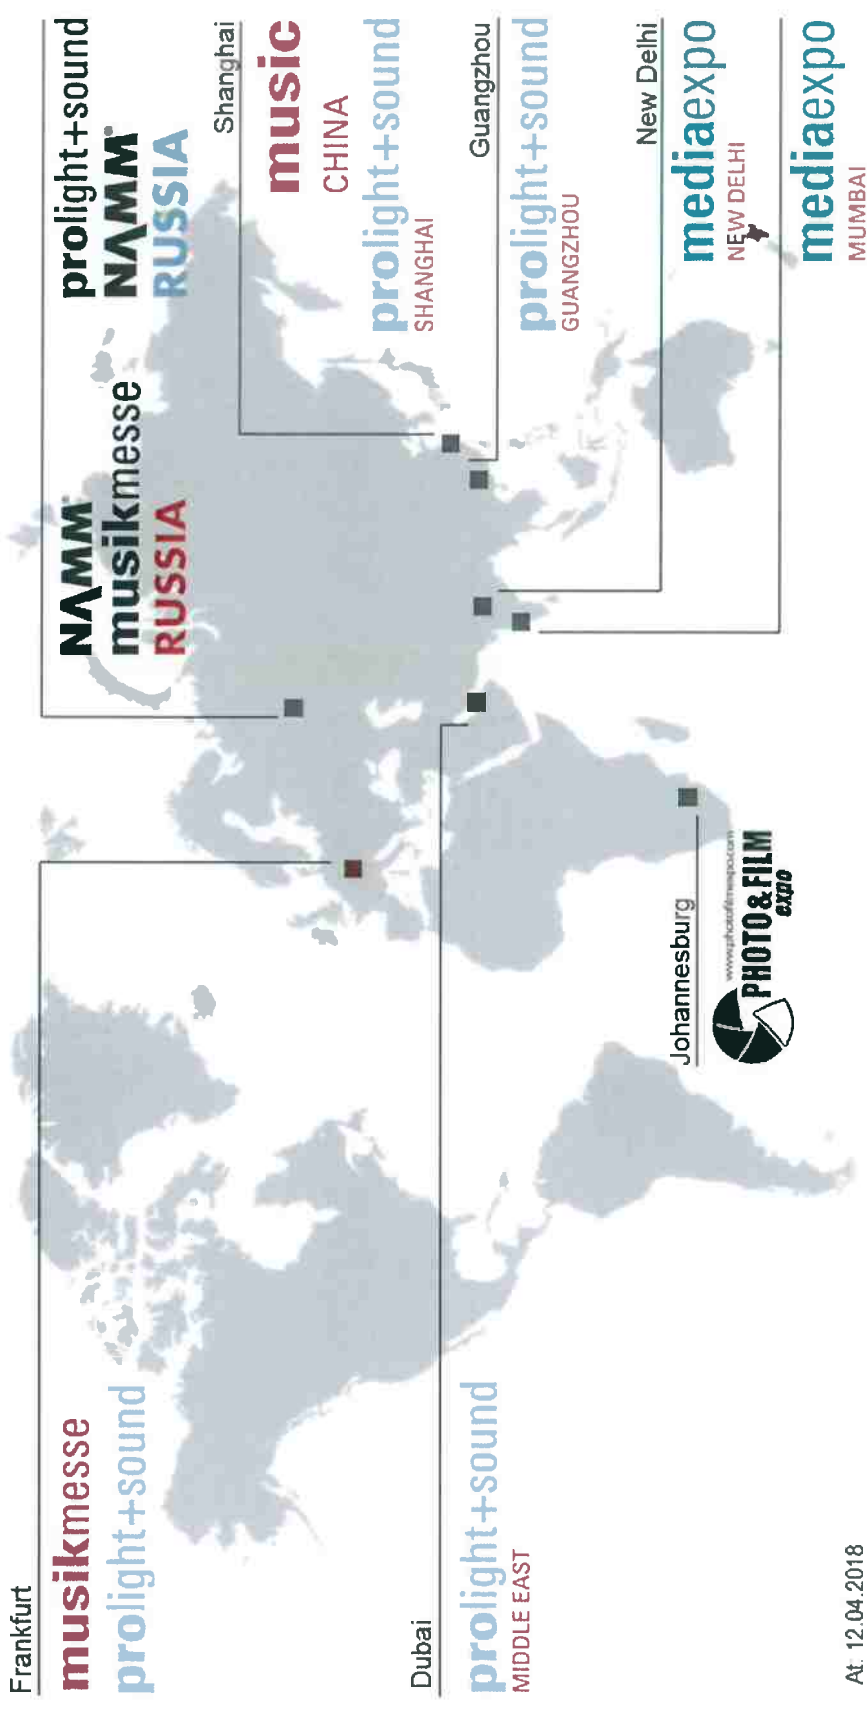 Frankfurt
musikmesse
prolight+sound
Dubai
prolight+sound
MIDDLE EAST
At: 12.04.2018
Johannesburg
www.photofilmexpo.com
PHOTO&FILM
expo
NAMM
musikmesse
RUSSIA
prolight+sound
NAMM
RUSSIA
Shanghai
music
CHINA
prolight+sound
SHANGHAI
Guangzhou
prolight+sound
GUANGZHOU
New Delhi
mediaexpo
NEW DELHI
mediaexpo
MUMBAI